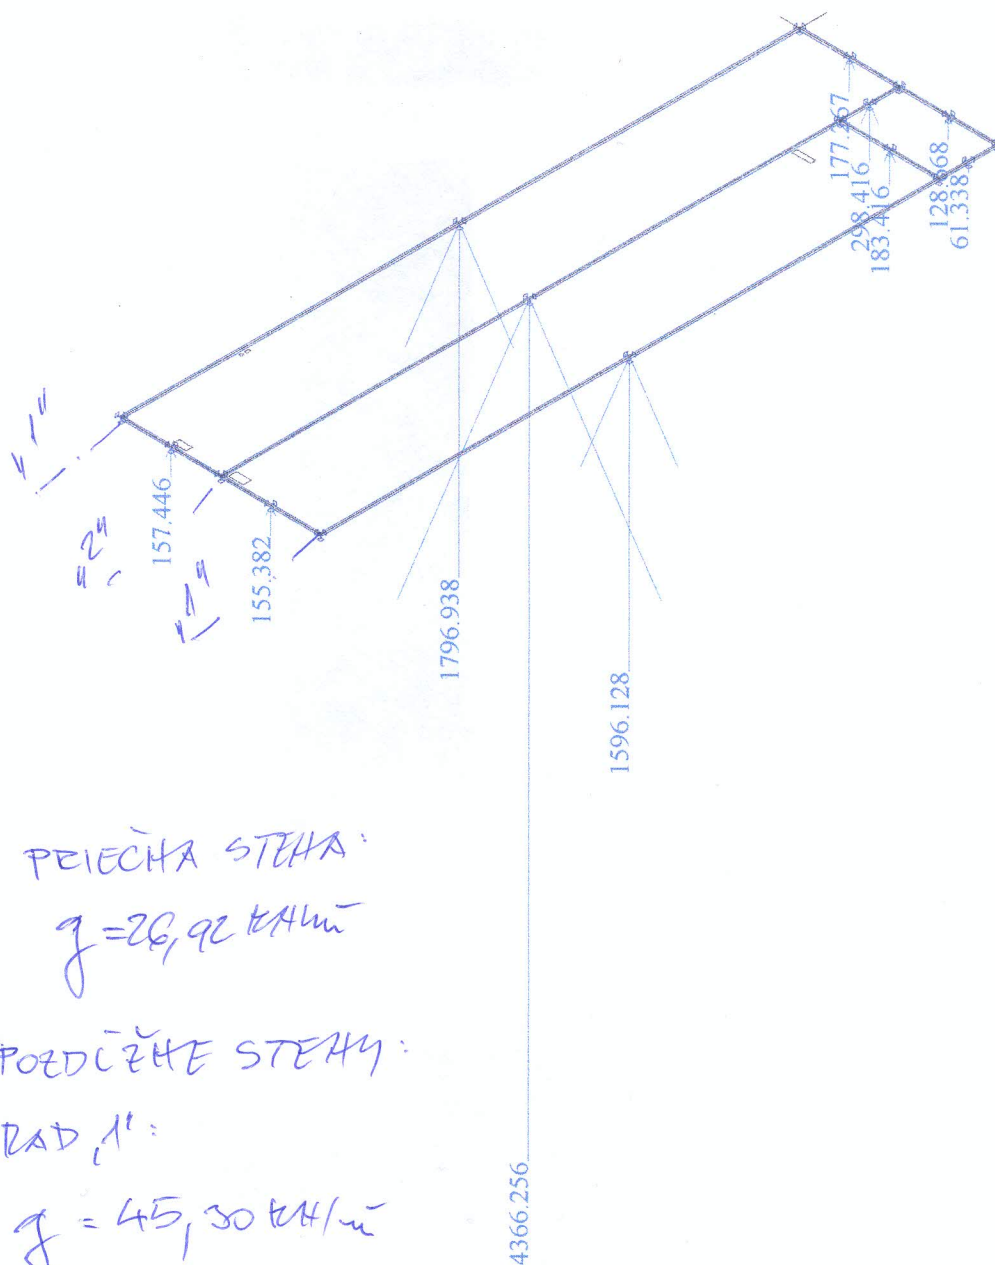 177.267
298.416
183.416
128.668
61.338
"1"
"2"
"1"
157.446
155.382
1796.938
1596.128
4366.256
PRIEČNA STENA:
g = 26,92 kN/m
POZDĹŽNE STENY:
RAD „1":
g = 45,30 kN/m